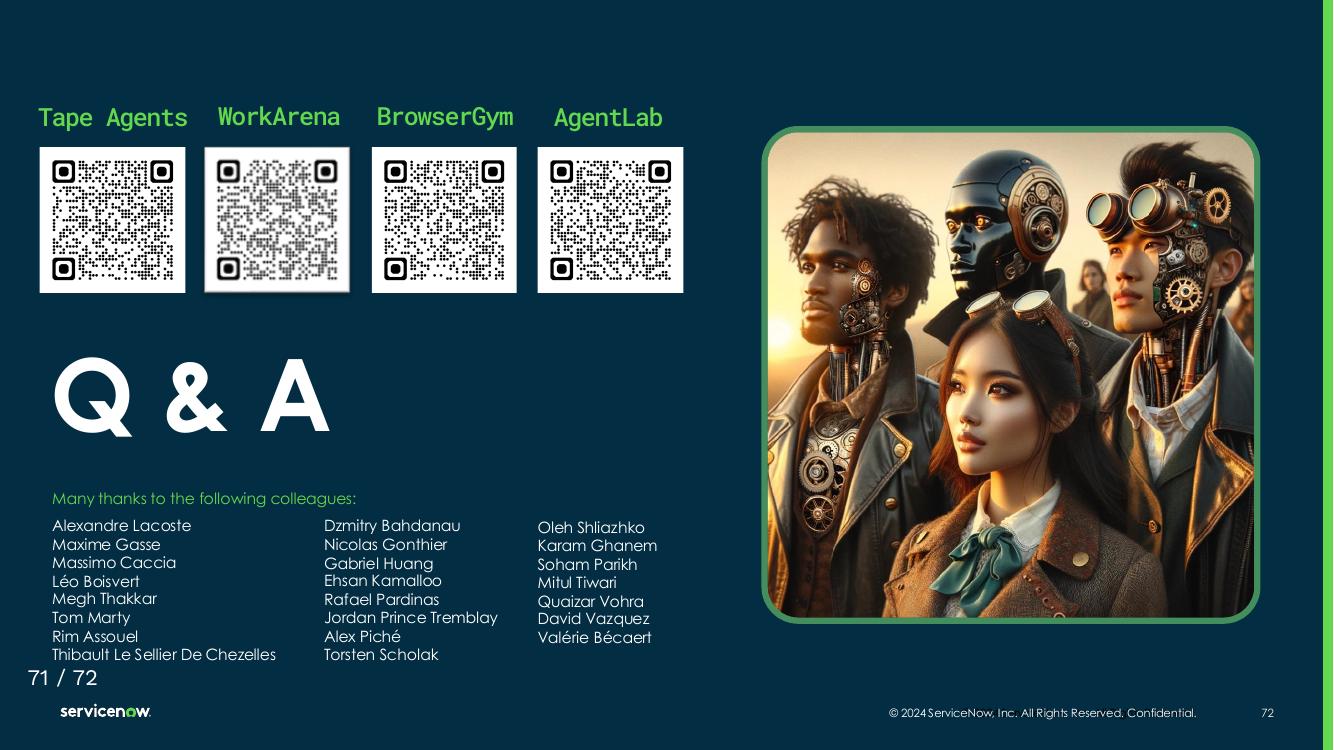 Tape Agents WorkArena BrowserGym AgentLab
Q & A
Many thanks to the following colleagues:
Alexandre Lacoste
Maxime Gasse
Massimo Caccia
Léo Boisvert
Megh Thakkar
Tom Marty
Rim Assouel
Thibault Le Sellier De Chezelles
Dzmitry Bahdanau
Nicolas Gonthier
Gabriel Huang
Ehsan Kamalloo
Rafael Pardinas
Jordan Prince Tremblay
Alex Piché
Torsten Scholak
Oleh Shliazhko
Karam Ghanem
Soham Parikh
Mitul Tiwari
Quaizar Vohra
David Vazquez
Valérie Bécaert
71 / 72
servicenow.
© 2024 ServiceNow, Inc. All Rights Reserved. Confidential.
72